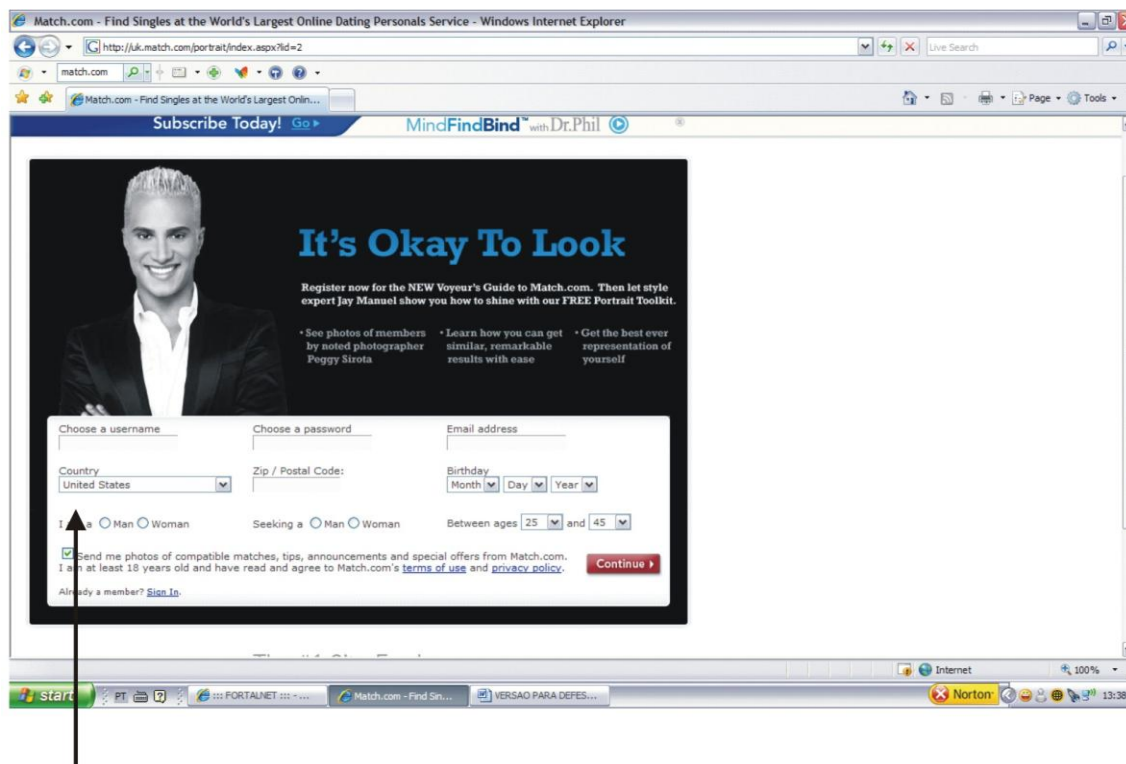 Match.com - Find Singles at the World's Largest Online Dating Personals Service - Windows Internet Explorer
http://uk.match.com/portrait/index.aspx?lid=2
Live Search
match.com
Match.com - Find Singles at the World's Largest Onlin...
Page
Tools
Subscribe Today! Go
MindFindBind™ with Dr.Phil
It's Okay To Look
Register now for the NEW Voyeur's Guide to Match.com. Then let style
expert Jay Manuel show you how to shine with our FREE Portrait Toolkit.
• See photos of members • Learn how you can get • Get the best ever
by noted photographer similar, remarkable representation of
Peggy Sirota results with ease yourself
Choose a username Choose a password Email address
Country Zip / Postal Code: Birthday
United States Month Day Year
I a Man Woman Seeking a Man Woman Between ages 25 and 45
Send me photos of compatible matches, tips, announcements and special offers from Match.com.
I am at least 18 years old and have read and agree to Match.com's terms of use and privacy policy.
Continue
Already a member? Sign In.
Internet 100%
start PT ::: FORTALNET ::: - ... Match.com - Find Sin... VERSAO PARA DEFES... Norton 13:38